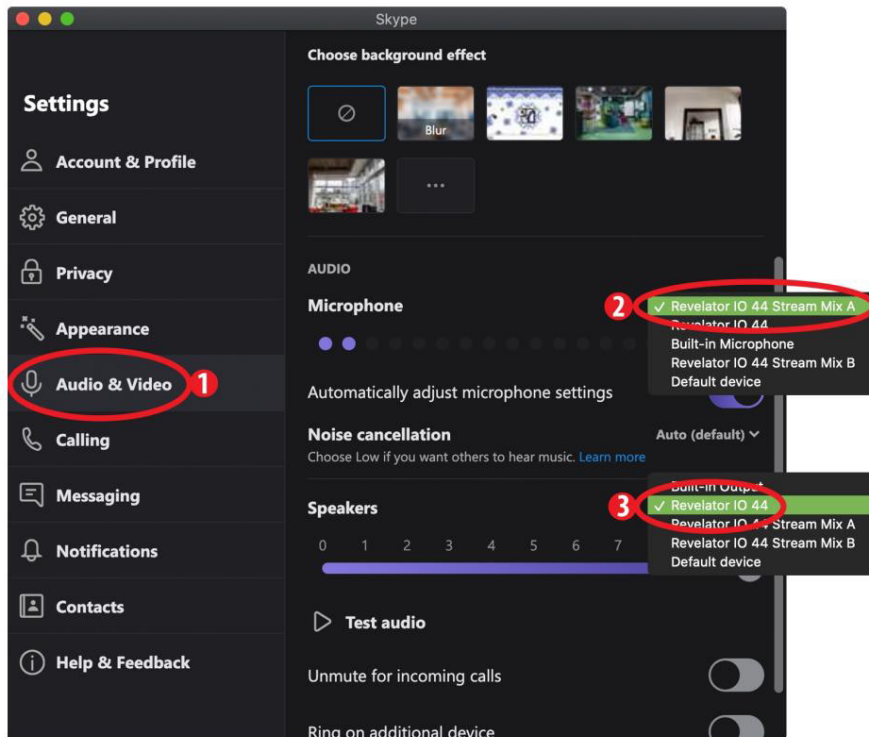 Skype
Settings
Account & Profile
General
Privacy
Appearance
Audio & Video
1
Calling
Messaging
Notifications
Contacts
Help & Feedback
Choose background effect
Blur
AUDIO
Microphone
2
✓ Revelator IO 44 Stream Mix A
Revelator IO 44
Built-in Microphone
Revelator IO 44 Stream Mix B
Default device
Automatically adjust microphone settings
Noise cancellation
Auto (default)
Choose Low if you want others to hear music. Learn more
Speakers
3
Built-in Output
✓ Revelator IO 44
Revelator IO 44 Stream Mix A
Revelator IO 44 Stream Mix B
Default device
0 1 2 3 4 5 6 7
Test audio
Unmute for incoming calls
Ring on additional device